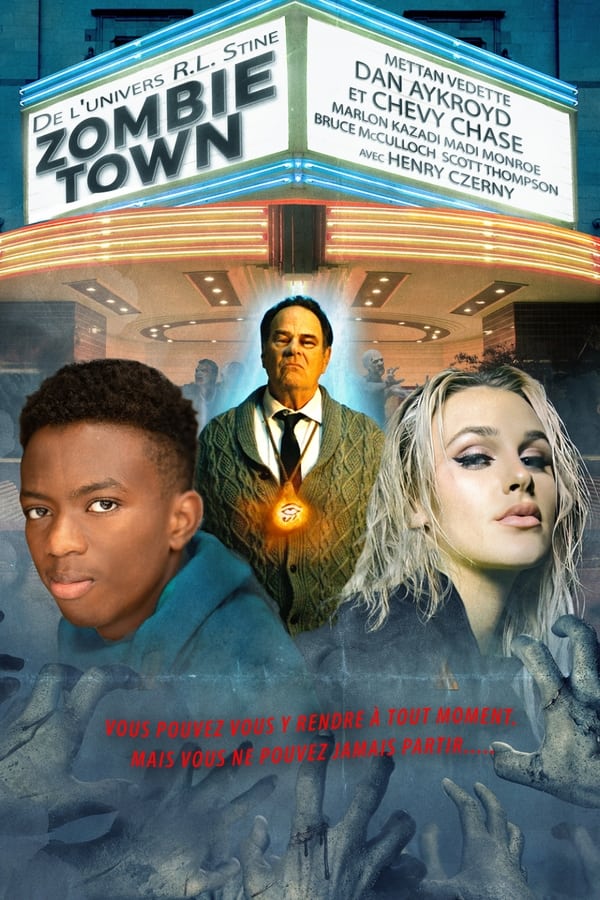 De l'univers R.L. Stine
ZOMBIE
TOWN
METTAN VEDETTE
DAN AYKROYD
ET CHEVY CHASE
MARLON KAZADI MADI MONROE
BRUCE McCULLOCH SCOTT THOMPSON
AVEC HENRY CZERNY
VOUS POUVEZ VOUS Y RENDRE À TOUT MOMENT,
MAIS VOUS NE POUVEZ JAMAIS PARTIR.....